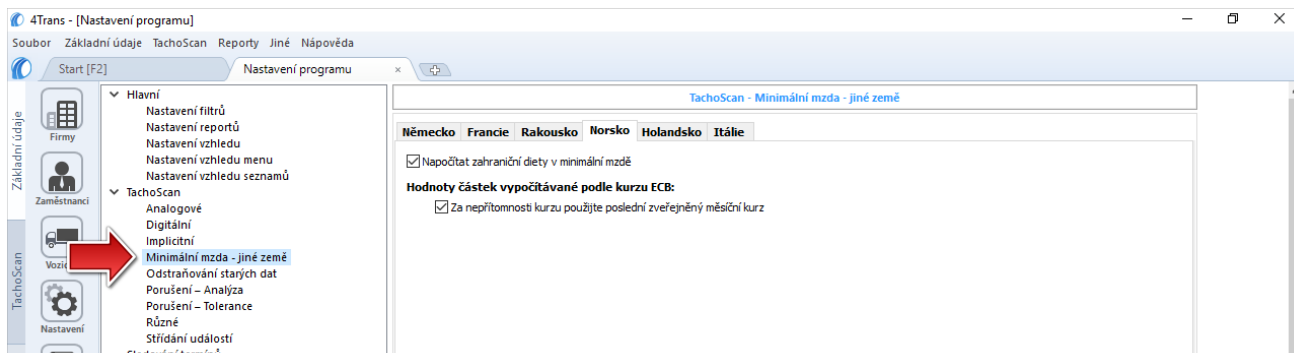 4Trans - [Nastavení programu]
Soubor Základní údaje TachoScan Reporty Jiné Nápověda
Start [F2] Nastavení programu
Základní údaje
TachoScan
Firmy
Zaměstnanci
Nastavení
Hlavní
Nastavení filtrů
Nastavení reportů
Nastavení vzhledu
Nastavení vzhledu menu
Nastavení vzhledu seznamů
TachoScan
Analogové
Digitální
Implicitní
Minimální mzda - jiné země
Odstraňování starých dat
Porušení – Analýza
Porušení – Tolerance
Různé
Střídání událostí
TachoScan - Minimální mzda - jiné země
Německo Francie Rakousko Norsko Holandsko Itálie
Napočítat zahraniční diety v minimální mzdě
Hodnoty částek vypočítávané podle kurzu ECB:
Za nepřítomnosti kurzu použijte poslední zveřejněný měsíční kurz